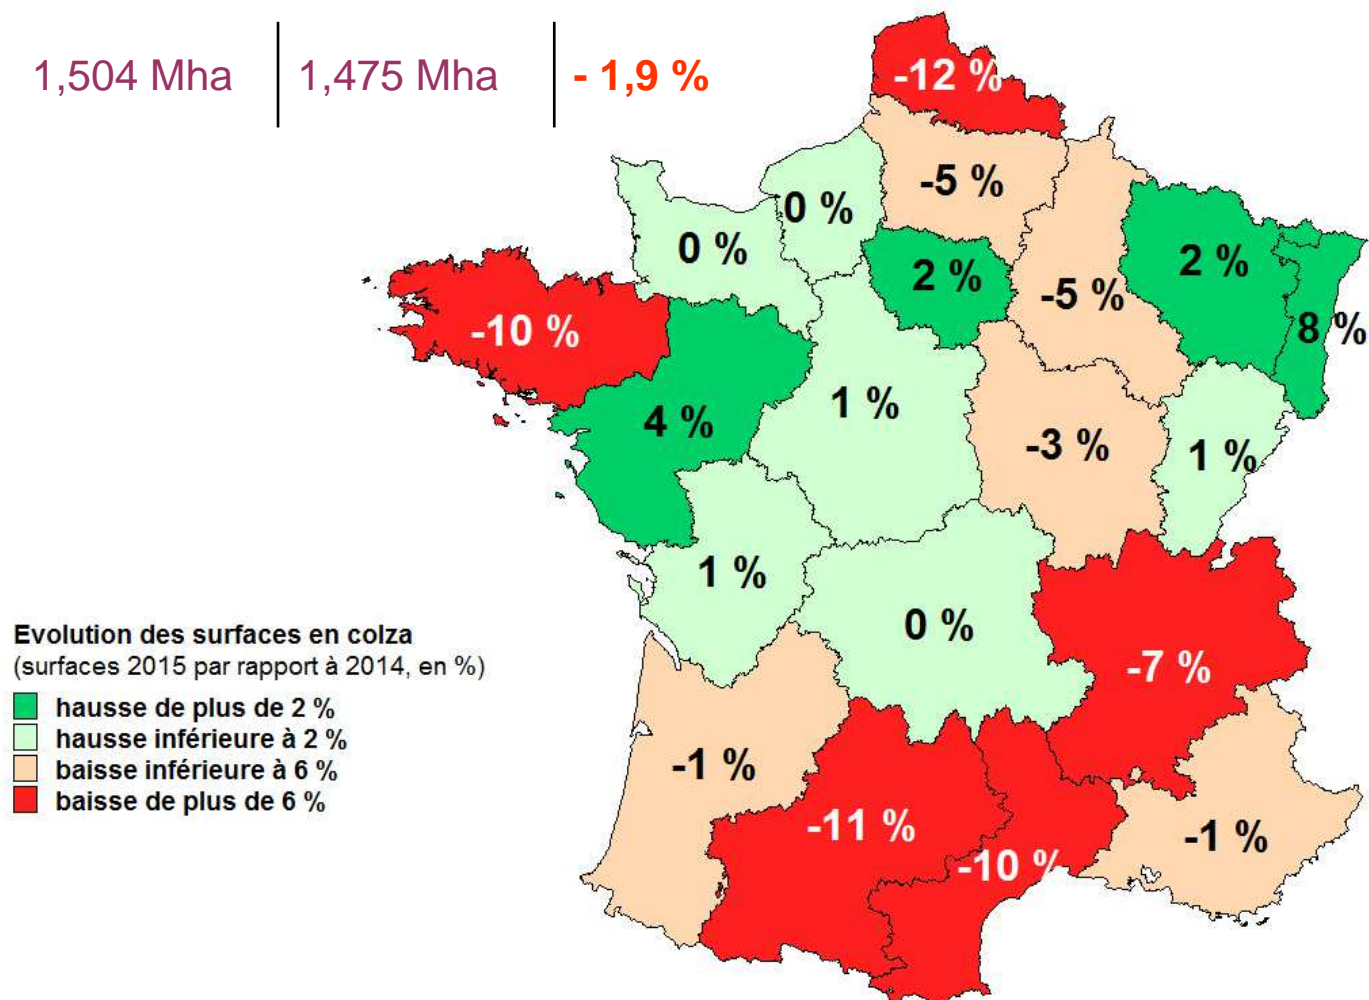 1,504 Mha 1,475 Mha - 1,9 %
-12 %
-5 %
0 %
0 %
2 %
-5 %
2 %
8 %
-10 %
4 %
1 %
-3 %
1 %
1 %
0 %
-7 %
-1 %
-11 %
-10 %
-1 %
Evolution des surfaces en colza
(surfaces 2015 par rapport à 2014, en %)
hausse de plus de 2 %
hausse inférieure à 2 %
baisse inférieure à 6 %
baisse de plus de 6 %